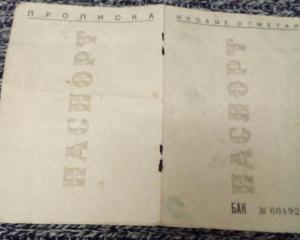 ПРОПИСКА
ПАСПОРТ
ОСОБЫЕ ОТМЕТКИ
ПАСПОРТ
БАК № 60492